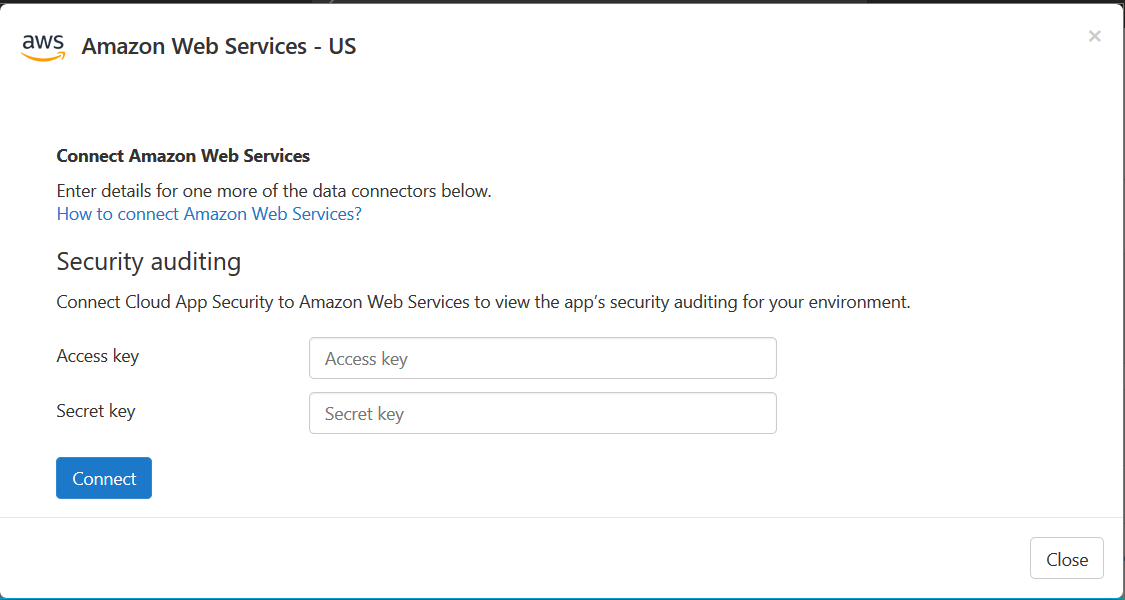 aws Amazon Web Services - US
×
Connect Amazon Web Services
Enter details for one more of the data connectors below.
How to connect Amazon Web Services?
Security auditing
Connect Cloud App Security to Amazon Web Services to view the app's security auditing for your environment.
Access key Access key
Secret key Secret key
Connect
Close